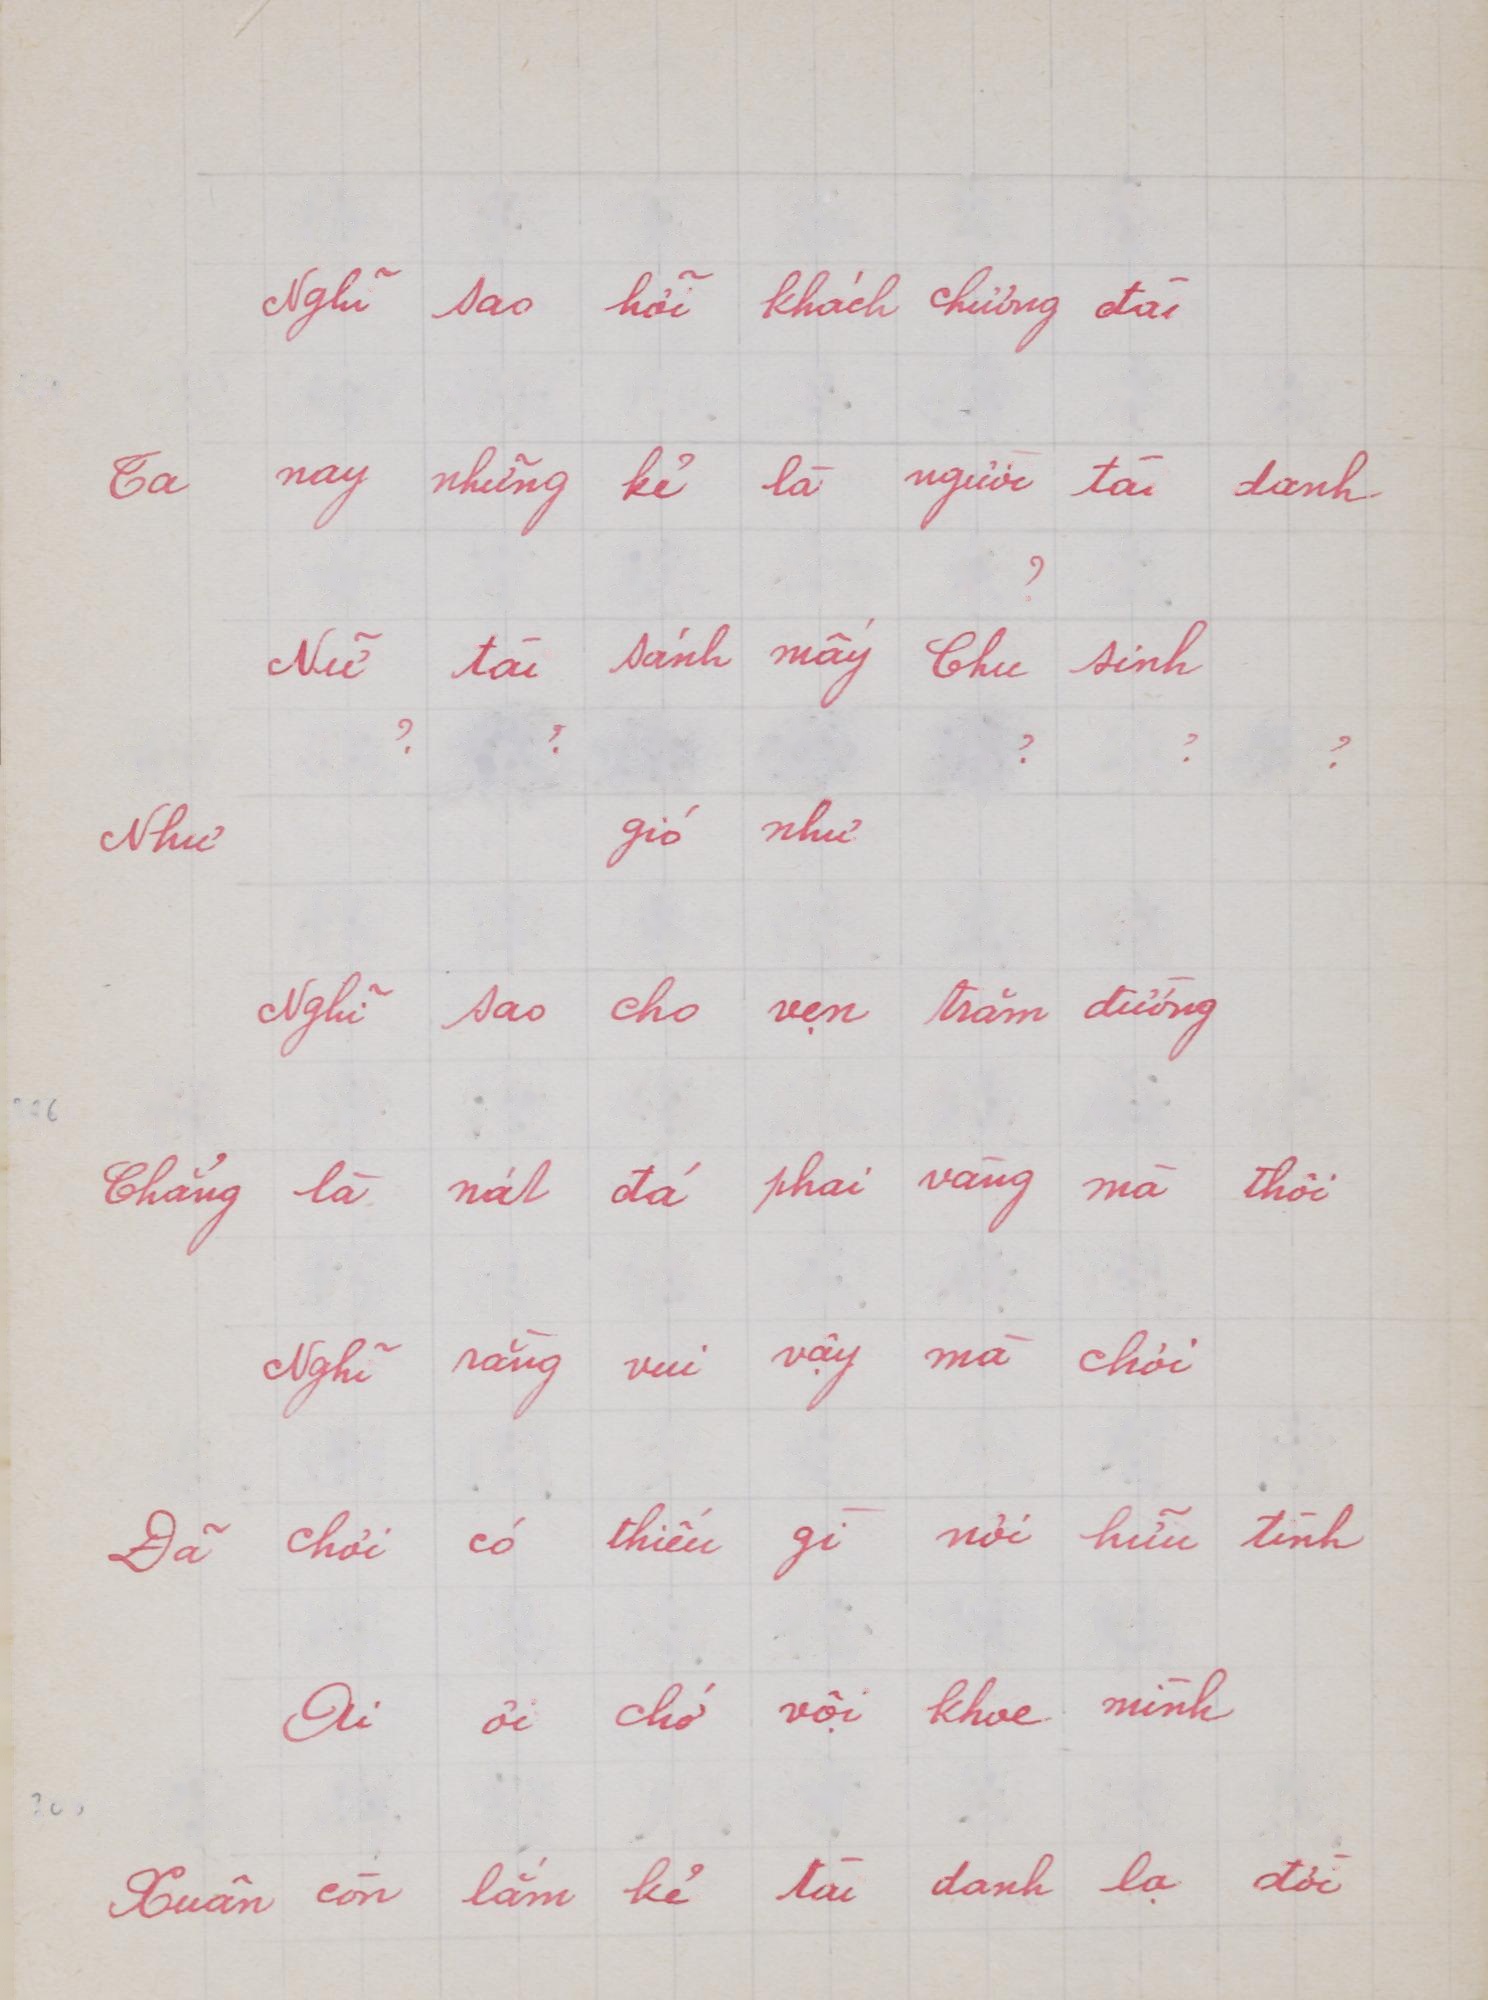 Nghĩ sao hỡi khách chương đài
Ta nay những kẻ là người tài danh
?
Nữ tài sánh mấy Chu sinh
? ? ? ? ?
Như gió như
Nghĩ sao cho vẹn trăm đường
Chẳng là nát đá phai vàng mà thôi
Nghĩ rằng vui vậy mà chơi
Đã chơi có thiếu gì nơi hữu tình
Ai ơi chớ vội khoe mình
Xuân còn lắm kẻ tài danh lạ đời